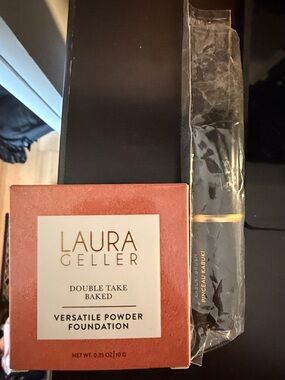 LAURA
GELLER
DOUBLE TAKE
BAKED
VERSATILE POWDER
FOUNDATION
NET WT. 0.35 OZ | 10 G
PINCEAU KABUKI